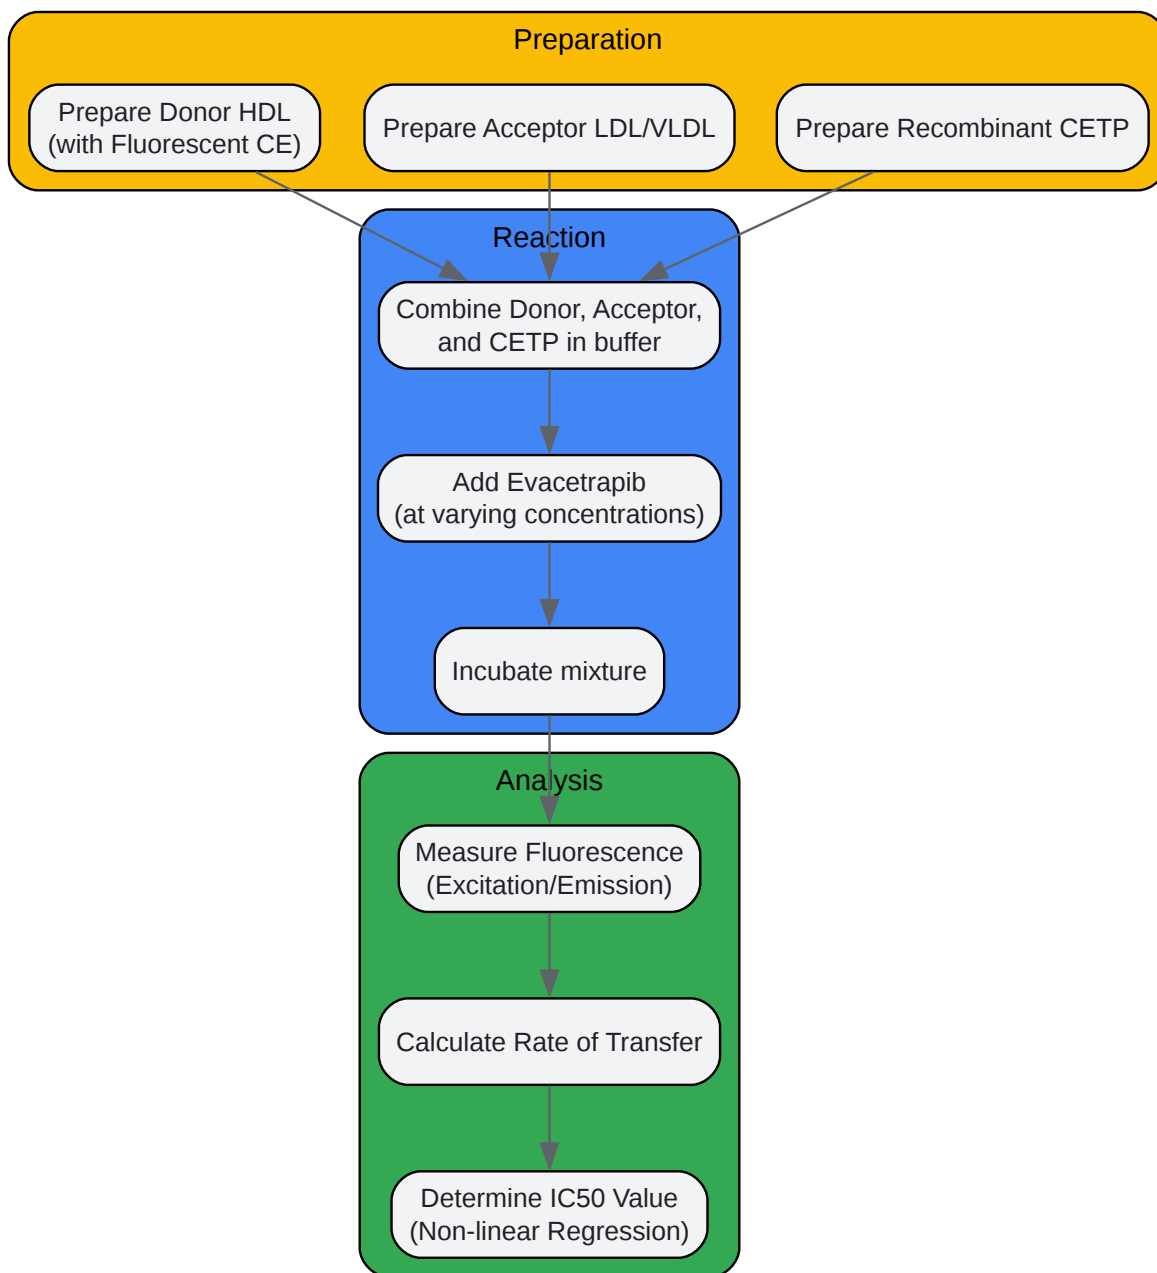 Preparation
Prepare Donor HDL
(with Fluorescent CE)
Prepare Acceptor LDL/VLDL
Prepare Recombinant CETP
Reaction
Combine Donor, Acceptor,
and CETP in buffer
Add Evacetrapib
(at varying concentrations)
Incubate mixture
Analysis
Measure Fluorescence
(Excitation/Emission)
Calculate Rate of Transfer
Determine IC50 Value
(Non-linear Regression)